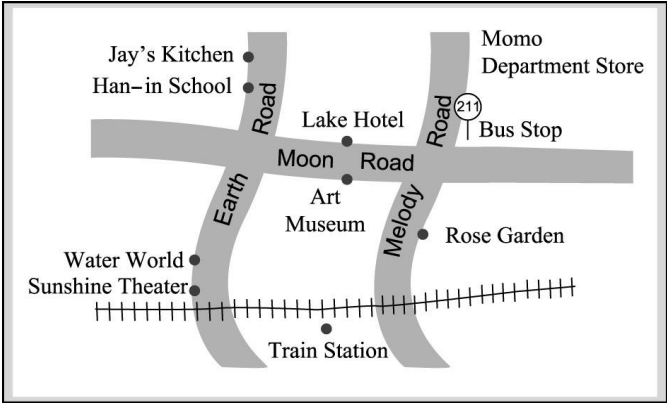 Momo
Department Store
Jay's Kitchen
Han-in School
Earth Road
Lake Hotel
Melody Road
211
Bus Stop
Moon Road
Art
Museum
Rose Garden
Water World
Sunshine Theater
Train Station